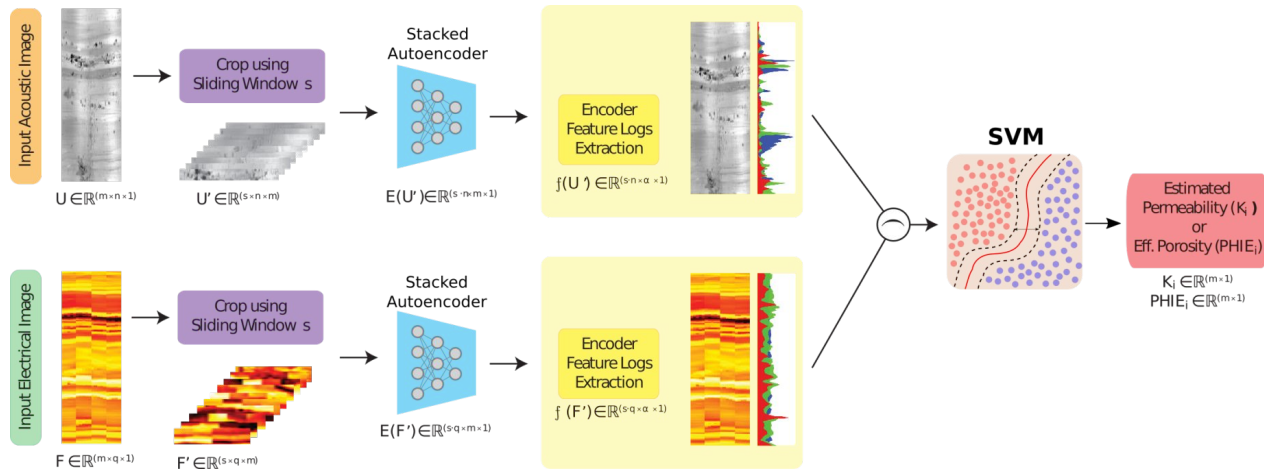 Input Acoustic Image
U ∈ℝ(m×n×1)
Crop using
Sliding Window s
U' ∈ℝ(s×n×m)
Stacked
Autoencoder
E(U') ∈ℝ(s·n×m×1)
Encoder
Feature Logs
Extraction
f(U') ∈ℝ(s·n×α×1)
Input Electrical Image
F ∈ℝ(m×q×1)
Crop using
Sliding Window s
F' ∈ℝ(s×q×m)
Stacked
Autoencoder
E(F') ∈ℝ(s·q×m×1)
Encoder
Feature Logs
Extraction
f (F') ∈ℝ(s·q×α×1)
SVM
Estimated
Permeability (Ki)
or
Eff. Porosity (PHIEi)
Ki ∈ℝ(m×1)
PHIEi ∈ℝ(m×1)